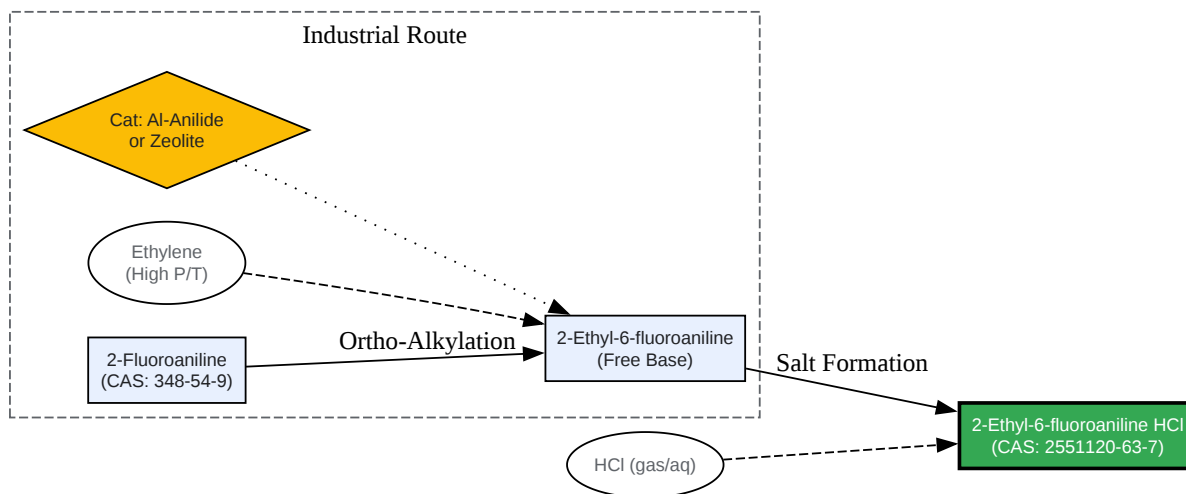 Industrial Route
Cat: Al-Anilide
or Zeolite
Ethylene
(High P/T)
Ortho-Alkylation
2-Fluoroaniline
(CAS: 348-54-9)
2-Ethyl-6-fluoroaniline
(Free Base)
Salt Formation
HCl (gas/aq)
2-Ethyl-6-fluoroaniline HCl
(CAS: 2551120-63-7)